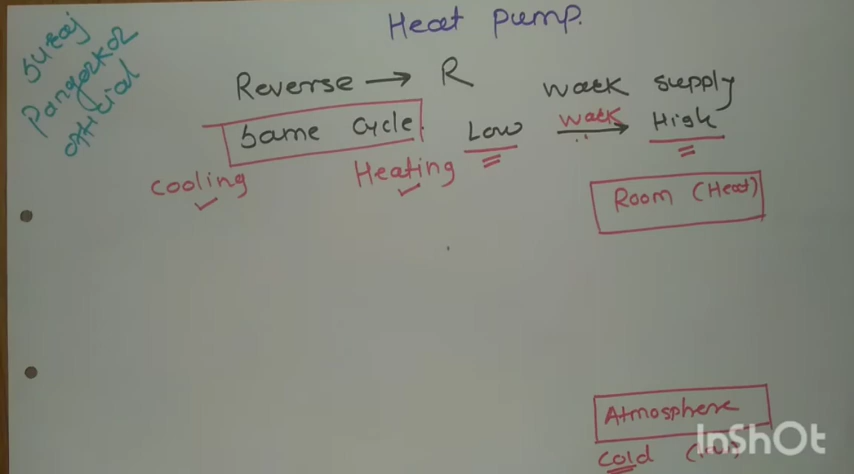 Heat pump.
Suraj
Pangorkar
official
Reverse → R
work supply
Same Cycle.
Low
work
High
Cooling
Heating
Room (Heat)
Atmosphere
Cold
InShOt